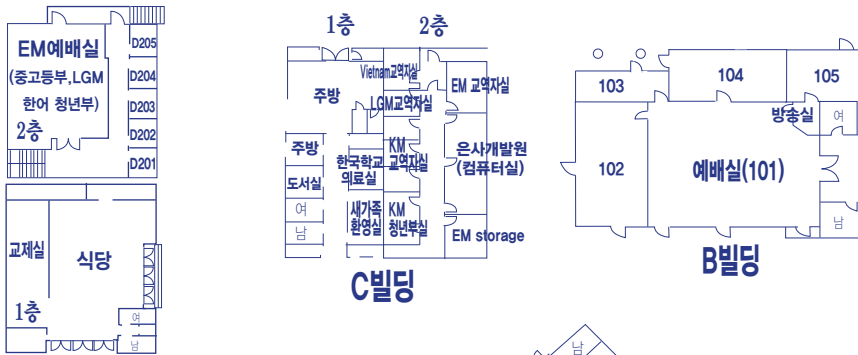 EM예배실
(중고등부,LGM
한어 청년부)
2층
D205
D204
D203
D202
D201
교제실
식당
1층
여
남
1층
2층
주방
Vietnam교역자실
LGM교역자실
EM 교역자실
주방
도서실
여
남
한국학교
의료실
새가족
환영실
KM
교역자실
KM
청년부실
은사개발원
(컴퓨터실)
EM storage
C빌딩
103
104
105
방송실
여
102
예배실(101)
남
B빌딩
남